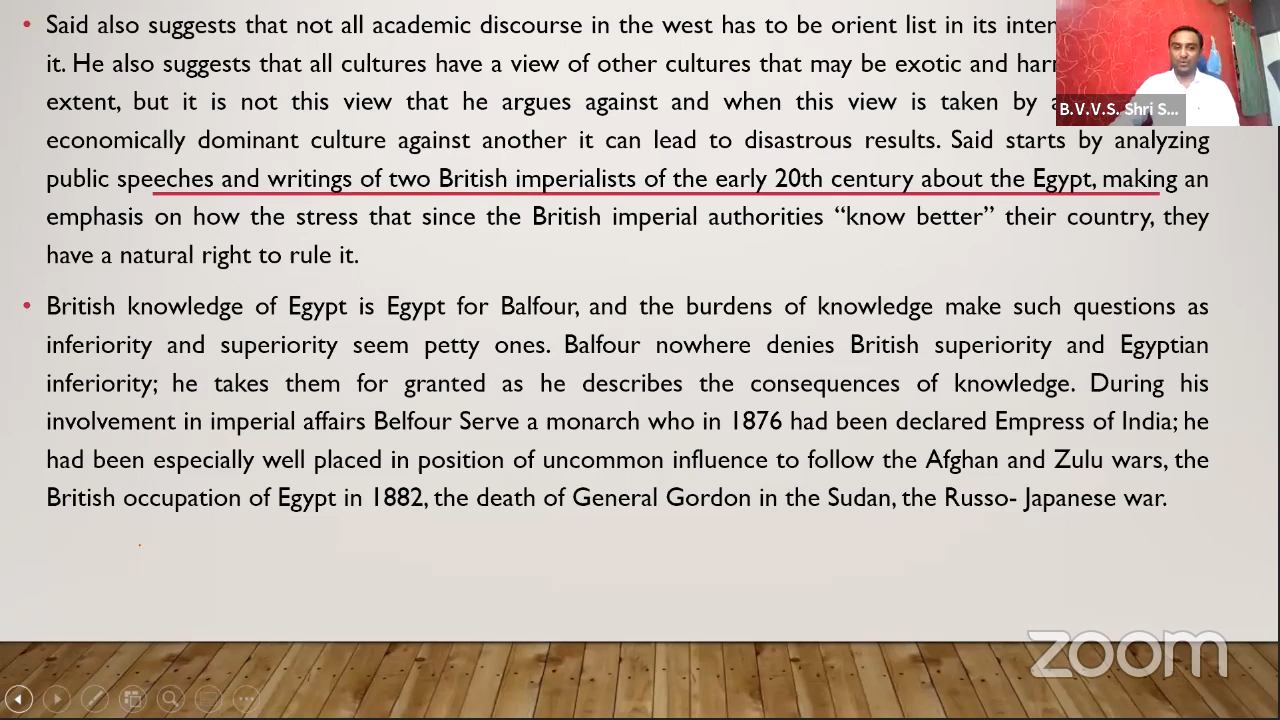 Said also suggests that not all academic discourse in the west has to be orient list in its
it. He also suggests that all cultures have a view of other cultures that may be exotic and
extent, but it is not this view that he argues against and when this view is taken by
economically dominant culture against another it can lead to disastrous results. Said starts by analyzing
public speeches and writings of two British imperialists of the early 20th century about the Egypt, making an
emphasis on how the stress that since the British imperial authorities “know better” their country, they
have a natural right to rule it.
British knowledge of Egypt is Egypt for Balfour, and the burdens of knowledge make such questions as
inferiority and superiority seem petty ones. Balfour nowhere denies British superiority and Egyptian
inferiority; he takes them for granted as he describes the consequences of knowledge. During his
involvement in imperial affairs Belfour Serve a monarch who in 1876 had been declared Empress of India; he
had been especially well placed in position of uncommon influence to follow the Afghan and Zulu wars, the
British occupation of Egypt in 1882, the death of General Gordon in the Sudan, the Russo- Japanese war.
B.V.V.S. Shri S...
zoom